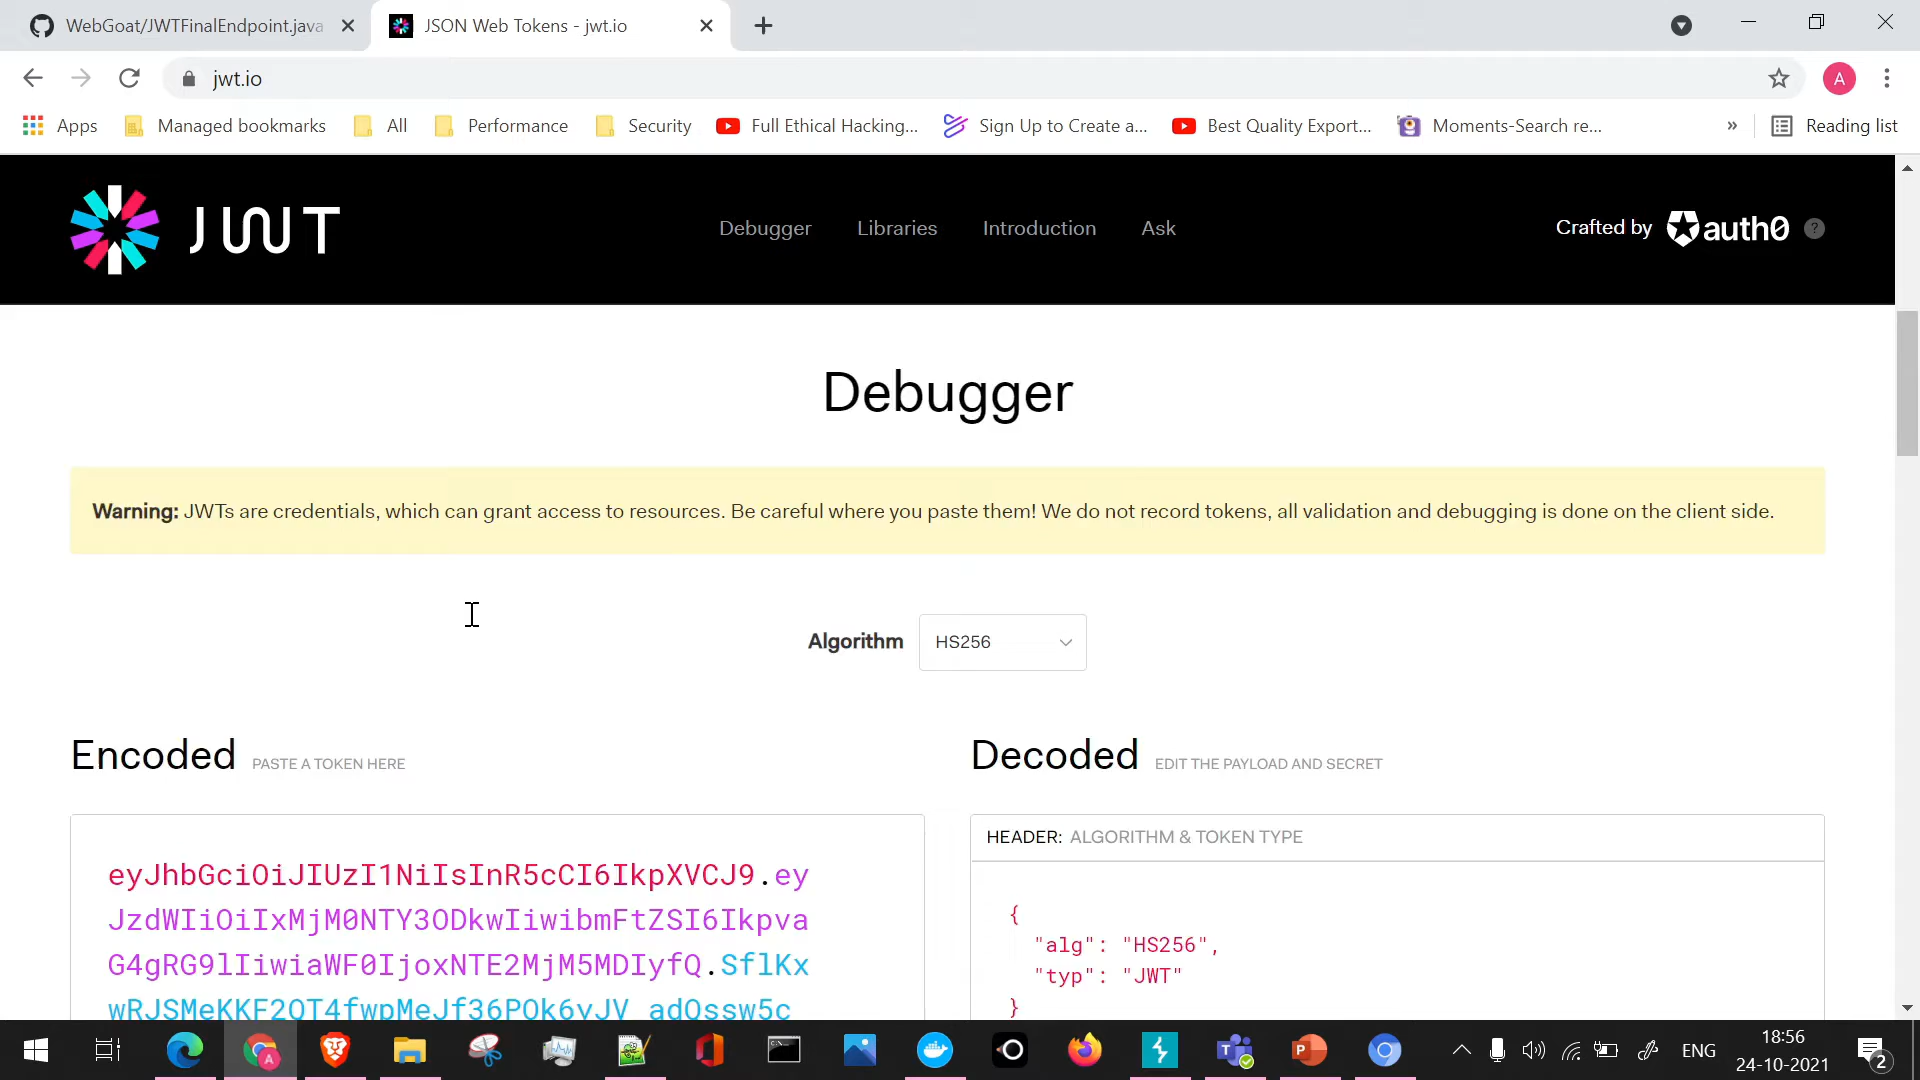 WebGoat/JWTFinalEndpoint.java
JSON Web Tokens - jwt.io
jwt.io
A
Apps
Managed bookmarks
All
Performance
Security
Full Ethical Hacking...
Sign Up to Create a...
Best Quality Export...
Moments-Search re...
»
Reading list
JWT
Debugger
Libraries
Introduction
Ask
Crafted by auth0 ?
Debugger
Warning: JWTs are credentials, which can grant access to resources. Be careful where you paste them! We do not record tokens, all validation and debugging is done on the client side.
Algorithm HS256
Encoded PASTE A TOKEN HERE
Decoded EDIT THE PAYLOAD AND SECRET
eyJhbGciOiJIUzI1NiIsInR5cCI6IkpXVCJ9.ey
JzdWIiOiIxMjM0NTY3ODkwIiwibmFtZSI6Ikpva
G4gRG9lIiwiaWF0IjoxNTE2MjM5MDIyfQ.SflKx
wRJSMeKKF2QT4fwpMeJf36POk6yJV_adQssw5c
HEADER: ALGORITHM & TOKEN TYPE
{
"alg": "HS256",
"typ": "JWT"
}
A
T
P
ENG
18:56
24-10-2021
2